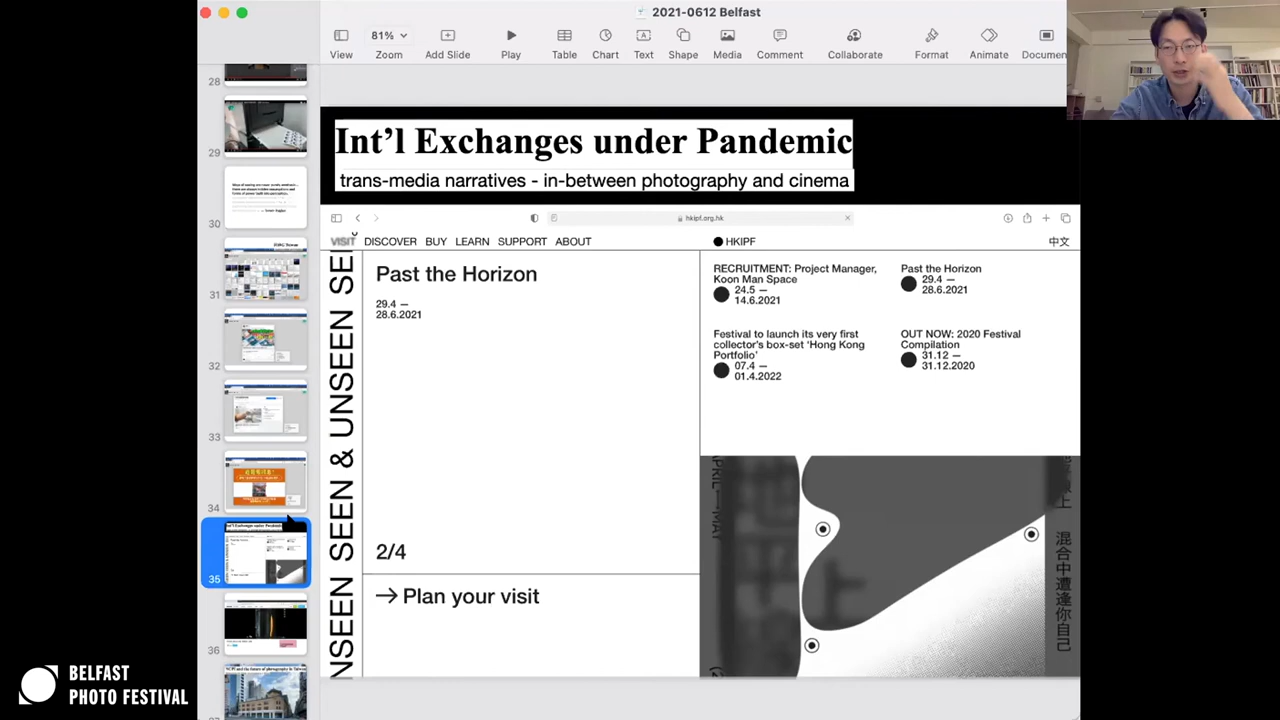 2021-0612 Belfast
81%
View
Zoom
Add Slide
Play
Table
Chart
Text
Shape
Media
Comment
Collaborate
Format
Animate
Documen
28
29
30
31
32
33
34
35
36
Int'l Exchanges under Pandemic
trans-media narratives - in-between photography and cinema
hkipf.org.hk
VISIT DISCOVER BUY LEARN SUPPORT ABOUT
HKIPF
中文
UNSEEN SEEN & UNSEEN SEE
Past the Horizon
29.4 —
28.6.2021
2/4
→ Plan your visit
RECRUITMENT: Project Manager,
Koon Man Space
24.5 —
14.6.2021
Past the Horizon
29.4 —
28.6.2021
Festival to launch its very first
collector's box-set 'Hong Kong
Portfolio'
07.4 —
01.4.2022
OUT NOW: 2020 Festival
Compilation
31.12 —
31.12.2020
混合中遭逢你自己
BELFAST
PHOTO FESTIVAL